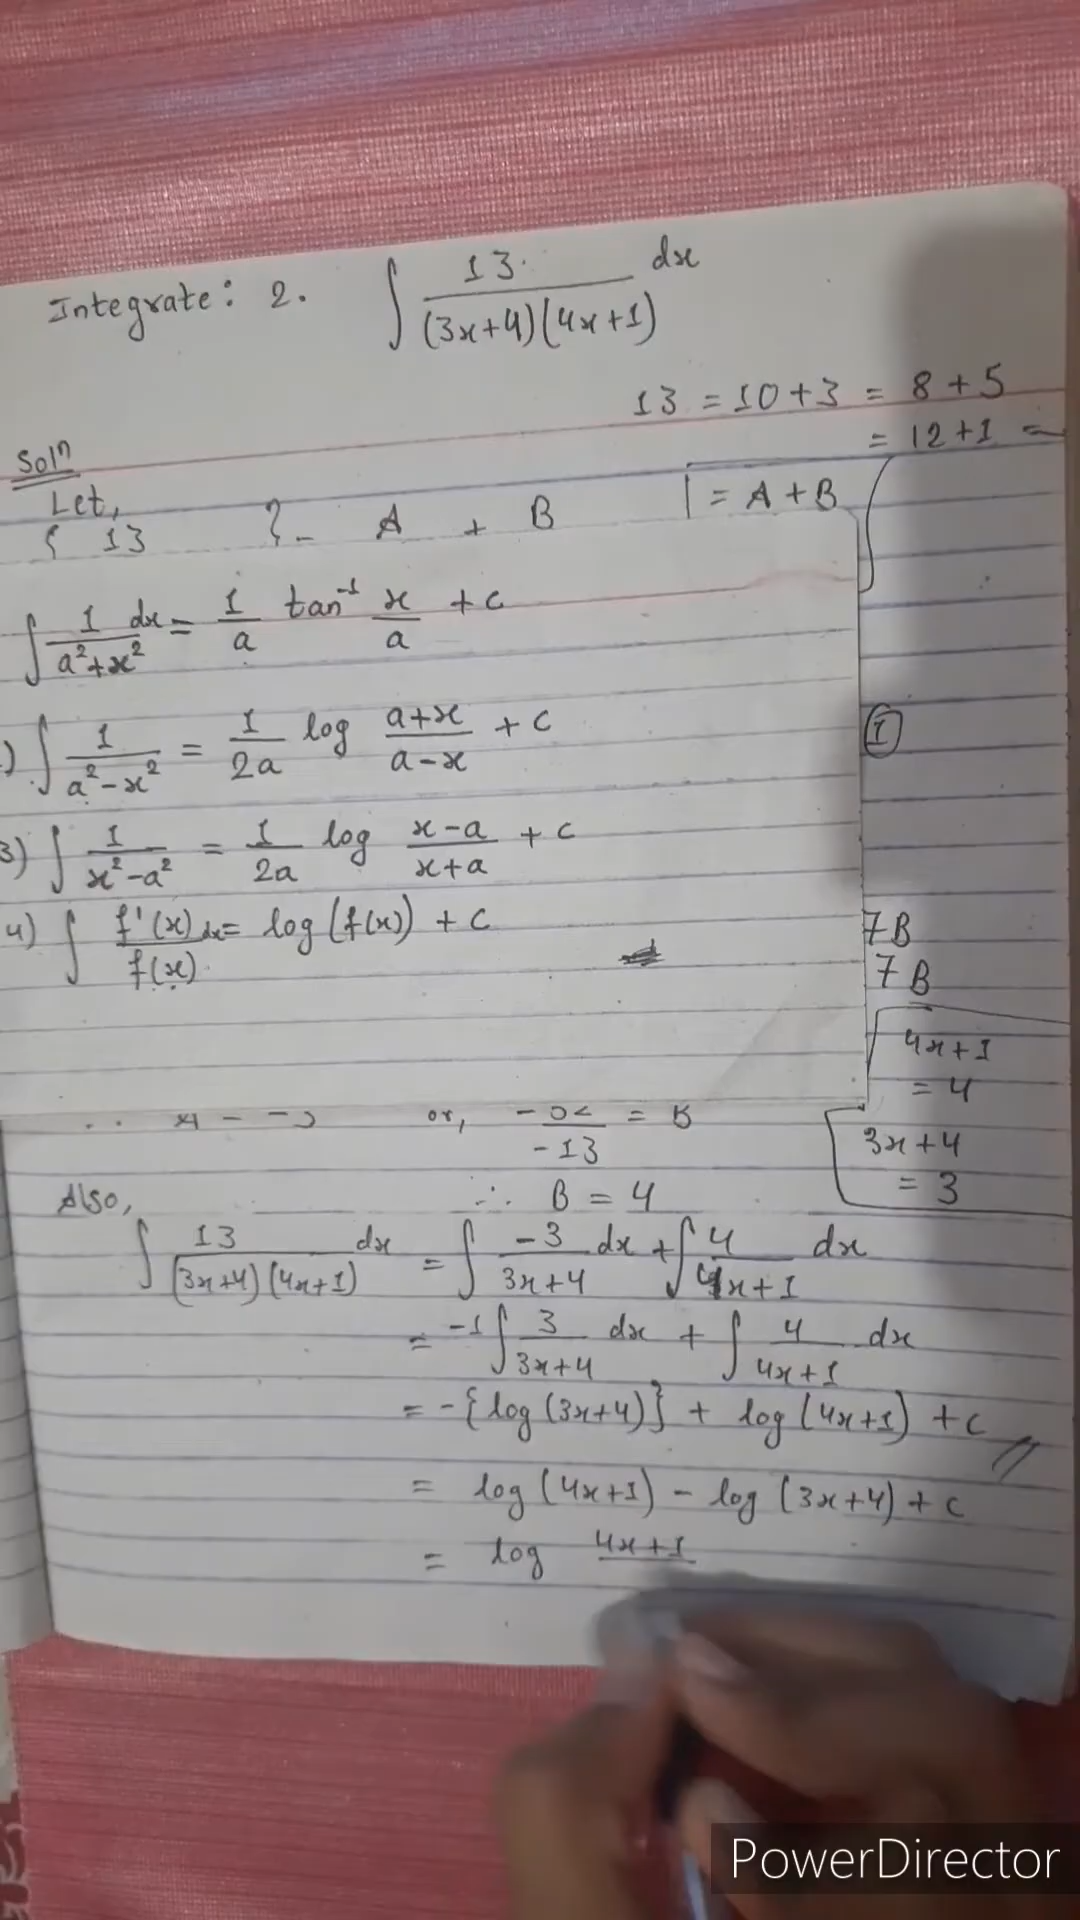 Integrate: 2. ∫ 13 / (3x+4)(4x+1) dx
13 = 10+3 = 8+5
= 12+1 =
Soln
Let,
{ 13 } = A + B
1 = A + B
∫ 1 / a²+x² dx = 1/a tan⁻¹ x/a + c
) ∫ 1 / a²-x² = 1/2a log a+x / a-x + c
①
3) ∫ 1 / x²-a² = 1/2a log x-a / x+a + c
4) ∫ f'(x) / f(x) dx = log (f(x)) + c
7B
7B
4x+1
= 4
3x+4
= 3
or, -52 / -13 = B
Also, ∴ B = 4
∫ 13 / (3x+4)(4x+1) dx = ∫ -3 / 3x+4 dx + ∫ 4 / 4x+1 dx
= -1 ∫ 3 / 3x+4 dx + ∫ 4 / 4x+1 dx
= -{log (3x+4)} + log (4x+1) + c
= log (4x+1) - log (3x+4) + c
= log 4x+1
PowerDirector